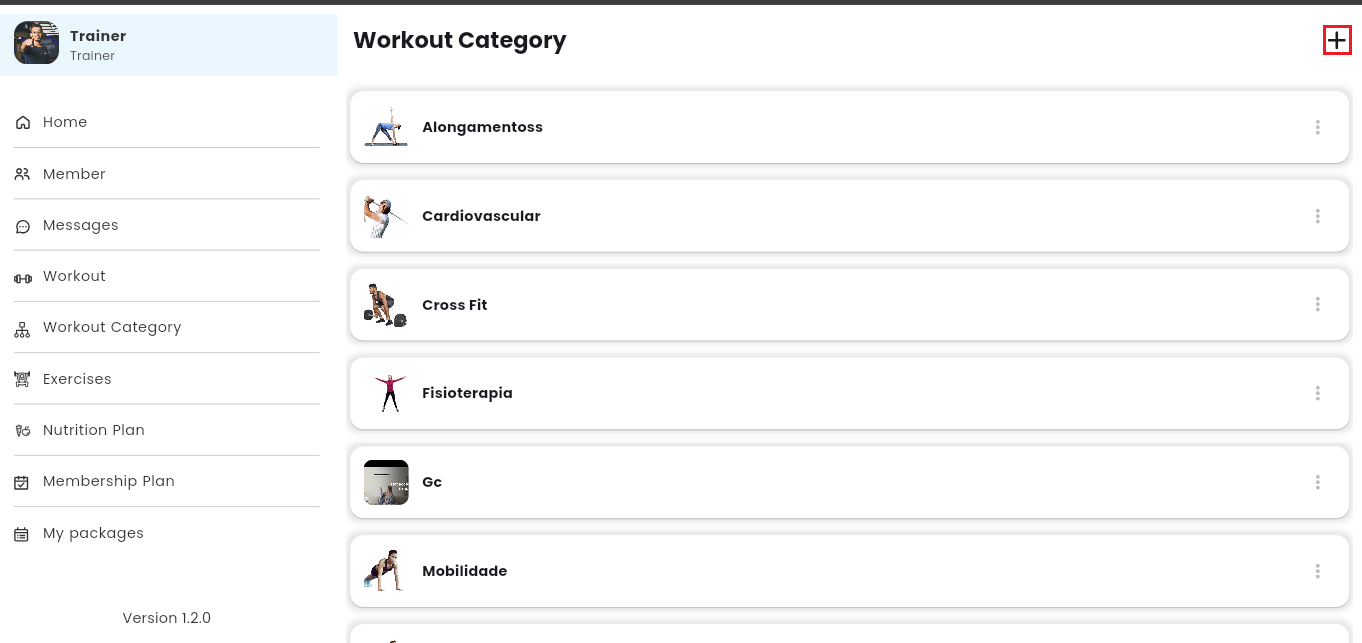 Trainer
Trainer
Home
Member
Messages
Workout
Workout Category
Exercises
Nutrition Plan
Membership Plan
My packages
Version 1.2.0
Workout Category
Alongamentoss
Cardiovascular
Cross Fit
Fisioterapia
Gc
Mobilidade